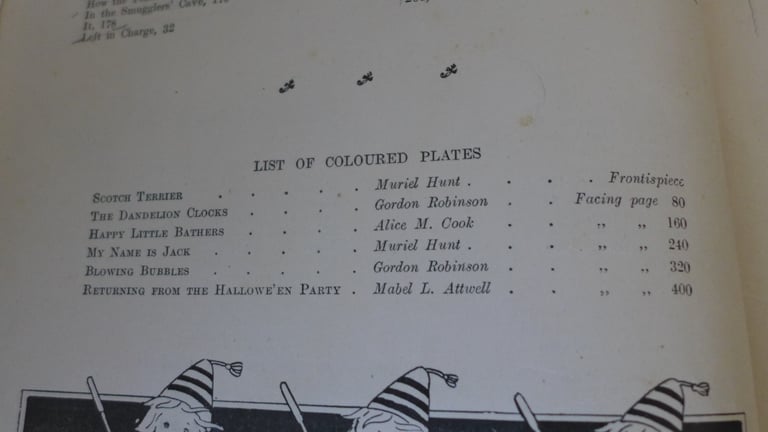 How the
In the Smugglers' Cave,
It, 178
Left in Charge, 32
LIST OF COLOURED PLATES
SCOTCH TERRIER . . . . . Muriel Hunt . . . . Frontispiece
THE DANDELION CLOCKS . . . . Gordon Robinson . . Facing page 80
HAPPY LITTLE BATHERS . . . . Alice M. Cook . . ,, ,, 160
MY NAME IS JACK . . . . . Muriel Hunt . . . ,, ,, 240
BLOWING BUBBLES . . . . . Gordon Robinson . . ,, ,, 320
RETURNING FROM THE HALLOWE'EN PARTY . Mabel L. Attwell . . ,, ,, 400